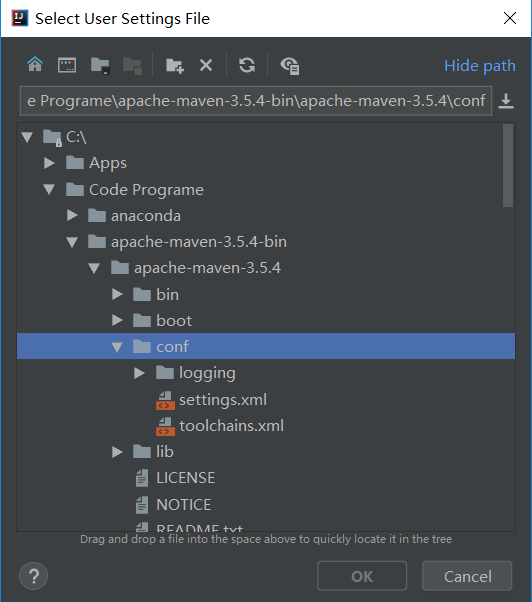 Select User Settings File
Hide path
e Programe\apache-maven-3.5.4-bin\apache-maven-3.5.4\conf
C:\
Apps
Code Programe
anaconda
apache-maven-3.5.4-bin
apache-maven-3.5.4
bin
boot
conf
logging
settings.xml
toolchains.xml
lib
LICENSE
NOTICE
README.txt
Drag and drop a file into the space above to quickly locate it in the tree
?
OK
Cancel